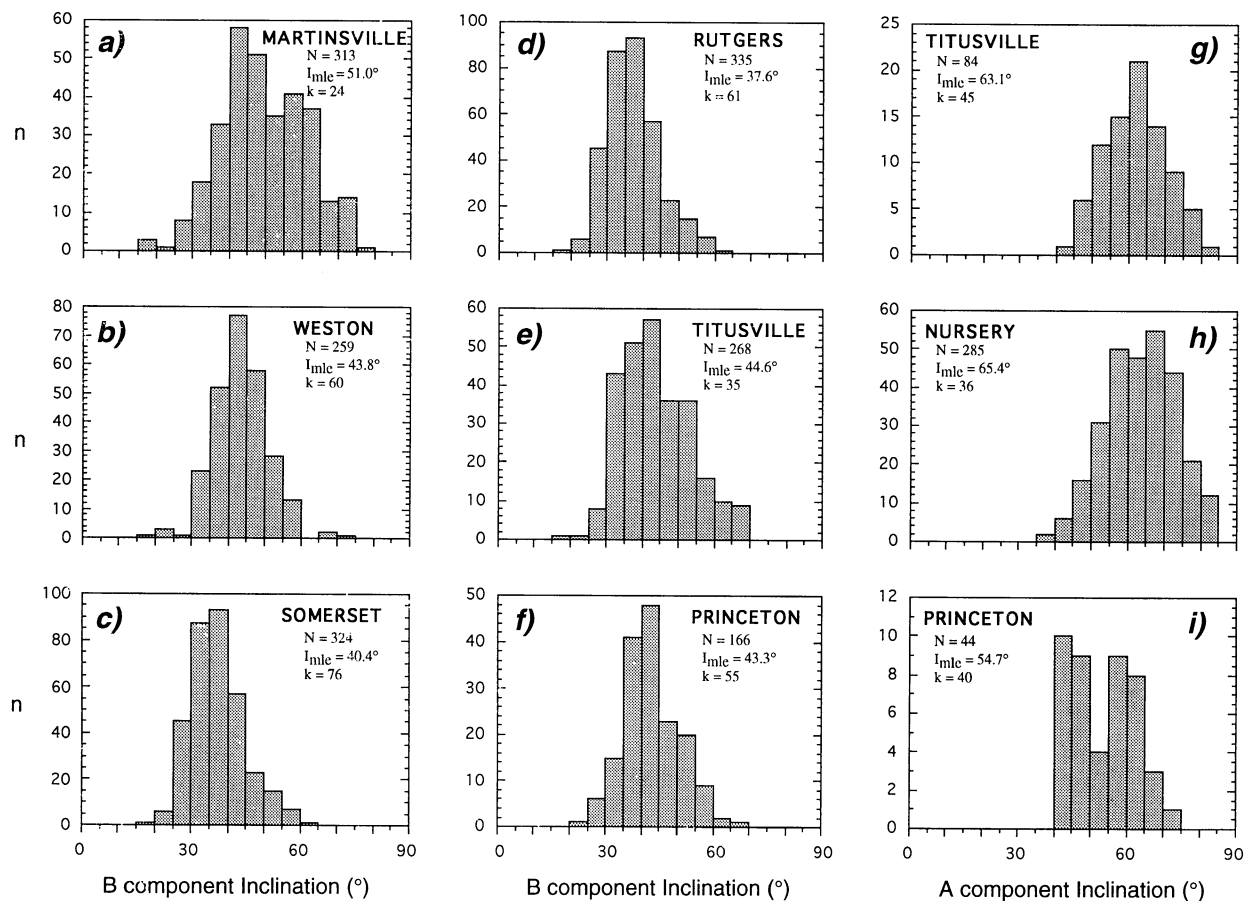 a)
MARTINSVILLE
N = 313
Imle = 51.0°
k = 24
60
50
40
30
20
10
0
n
d)
RUTGERS
N = 335
Imle = 37.6°
k = 61
100
80
60
40
20
0
g)
TITUSVILLE
N = 84
Imle = 63.1°
k = 45
25
20
15
10
5
0
b)
WESTON
N = 259
Imle = 43.8°
k = 60
80
70
60
50
40
30
20
10
0
n
e)
TITUSVILLE
N = 268
Imle = 44.6°
k = 35
60
50
40
30
20
10
0
h)
NURSERY
N = 285
Imle = 65.4°
k = 36
60
50
40
30
20
10
0
c)
SOMERSET
N = 324
Imle = 40.4°
k = 76
100
80
60
40
20
0
n
0 30 60 90
B component Inclination (°)
f)
PRINCETON
N = 166
Imle = 43.3°
k = 55
50
40
30
20
10
0
0 30 60 90
B component Inclination (°)
i)
PRINCETON
N = 44
Imle = 54.7°
k = 40
12
10
8
6
4
2
0
0 30 60 90
A component Inclination (°)